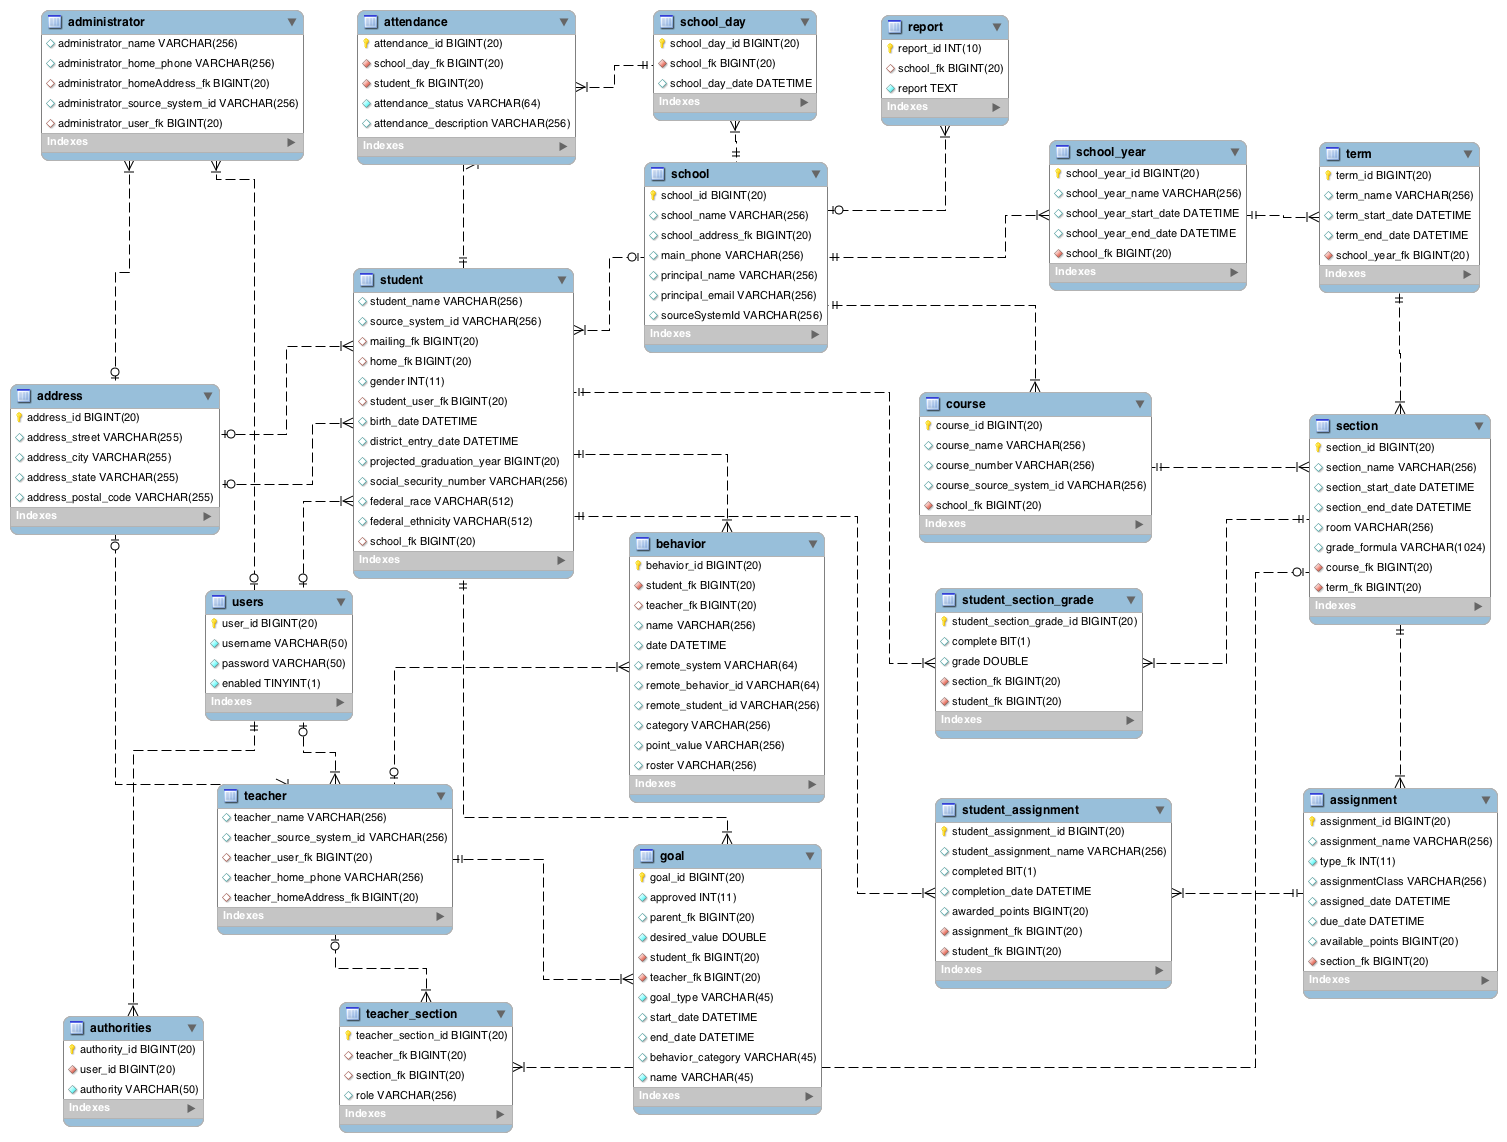 administrator
administrator_name VARCHAR(256)
administrator_home_phone VARCHAR(256)
administrator_homeAddress_fk BIGINT(20)
administrator_source_system_id VARCHAR(256)
administrator_user_fk BIGINT(20)
Indexes
attendance
attendance_id BIGINT(20)
school_day_fk BIGINT(20)
student_fk BIGINT(20)
attendance_status VARCHAR(64)
attendance_description VARCHAR(256)
Indexes
school_day
school_day_id BIGINT(20)
school_fk BIGINT(20)
school_day_date DATETIME
Indexes
report
report_id INT(10)
school_fk BIGINT(20)
report TEXT
Indexes
school
school_id BIGINT(20)
school_name VARCHAR(256)
school_address_fk BIGINT(20)
main_phone VARCHAR(256)
principal_name VARCHAR(256)
principal_email VARCHAR(256)
sourceSystemId VARCHAR(256)
Indexes
school_year
school_year_id BIGINT(20)
school_year_name VARCHAR(256)
school_year_start_date DATETIME
school_year_end_date DATETIME
school_fk BIGINT(20)
Indexes
term
term_id BIGINT(20)
term_name VARCHAR(256)
term_start_date DATETIME
term_end_date DATETIME
school_year_fk BIGINT(20)
Indexes
student
student_name VARCHAR(256)
source_system_id VARCHAR(256)
mailing_fk BIGINT(20)
home_fk BIGINT(20)
gender INT(11)
student_user_fk BIGINT(20)
birth_date DATETIME
district_entry_date DATETIME
projected_graduation_year BIGINT(20)
social_security_number VARCHAR(256)
federal_race VARCHAR(512)
federal_ethnicity VARCHAR(512)
school_fk BIGINT(20)
Indexes
address
address_id BIGINT(20)
address_street VARCHAR(255)
address_city VARCHAR(255)
address_state VARCHAR(255)
address_postal_code VARCHAR(255)
Indexes
course
course_id BIGINT(20)
course_name VARCHAR(256)
course_number VARCHAR(256)
course_source_system_id VARCHAR(256)
school_fk BIGINT(20)
Indexes
section
section_id BIGINT(20)
section_name VARCHAR(256)
section_start_date DATETIME
section_end_date DATETIME
room VARCHAR(256)
grade_formula VARCHAR(1024)
course_fk BIGINT(20)
term_fk BIGINT(20)
Indexes
behavior
behavior_id BIGINT(20)
student_fk BIGINT(20)
teacher_fk BIGINT(20)
name VARCHAR(256)
date DATETIME
remote_system VARCHAR(64)
remote_behavior_id VARCHAR(64)
remote_student_id VARCHAR(256)
category VARCHAR(256)
point_value VARCHAR(256)
roster VARCHAR(256)
Indexes
users
user_id BIGINT(20)
username VARCHAR(50)
password VARCHAR(50)
enabled TINYINT(1)
Indexes
student_section_grade
student_section_grade_id BIGINT(20)
complete BIT(1)
grade DOUBLE
section_fk BIGINT(20)
student_fk BIGINT(20)
Indexes
teacher
teacher_name VARCHAR(256)
teacher_source_system_id VARCHAR(256)
teacher_user_fk BIGINT(20)
teacher_home_phone VARCHAR(256)
teacher_homeAddress_fk BIGINT(20)
Indexes
student_assignment
student_assignment_id BIGINT(20)
student_assignment_name VARCHAR(256)
completed BIT(1)
completion_date DATETIME
awarded_points BIGINT(20)
assignment_fk BIGINT(20)
student_fk BIGINT(20)
Indexes
assignment
assignment_id BIGINT(20)
assignment_name VARCHAR(256)
type_fk INT(11)
assignmentClass VARCHAR(256)
assigned_date DATETIME
due_date DATETIME
available_points BIGINT(20)
section_fk BIGINT(20)
Indexes
goal
goal_id BIGINT(20)
approved INT(11)
parent_fk BIGINT(20)
desired_value DOUBLE
student_fk BIGINT(20)
teacher_fk BIGINT(20)
goal_type VARCHAR(45)
start_date DATETIME
end_date DATETIME
behavior_category VARCHAR(45)
name VARCHAR(45)
Indexes
authorities
authority_id BIGINT(20)
user_id BIGINT(20)
authority VARCHAR(50)
Indexes
teacher_section
teacher_section_id BIGINT(20)
teacher_fk BIGINT(20)
section_fk BIGINT(20)
role VARCHAR(256)
Indexes